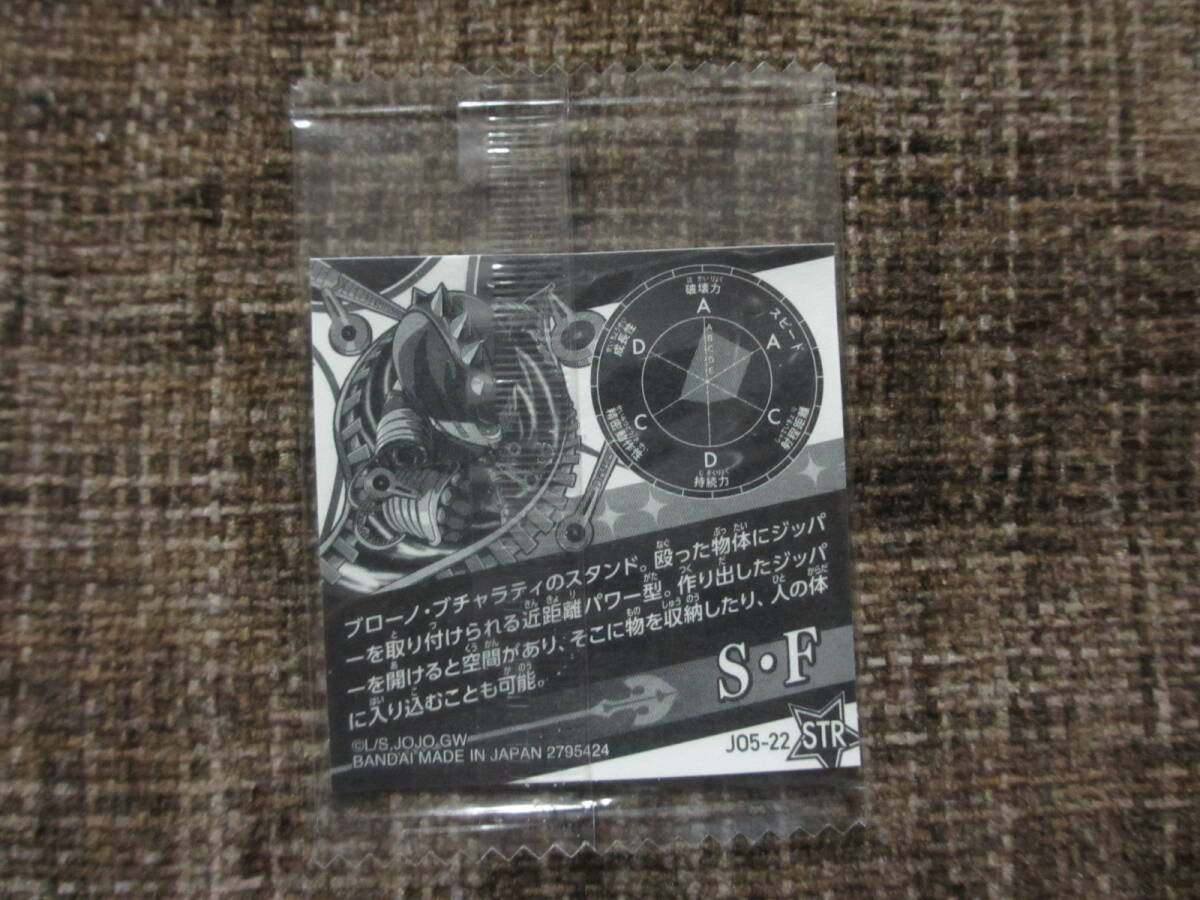 破壊力
A
スピード
A
射程距離
C
持続力
D
精密動作性
C
成長性
D
ブローノ・ブチャラティのスタンド。殴った物体にジッパ
ーを取り付けられる近距離パワー型。作り出したジッパ
ーを開けると空間があり、そこに物を収納したり、人の体
に入り込むことも可能。
S・F
©L/S,JOJO,GW
BANDAI MADE IN JAPAN 2795424
JO5-22
STR